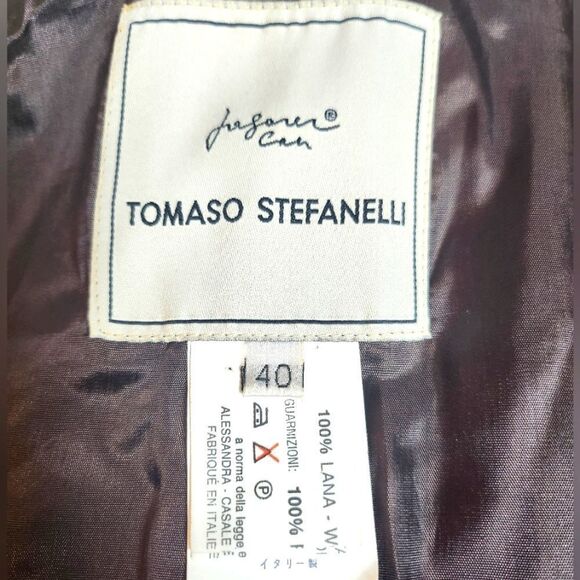 TOMASO STEFANELLI
40
100% LANA - W
GUARNIZIONI: 100%
P
a norma della legge e
ALESSANDRA - CASALE
FABRIQUÉ EN ITALIE
イタリー製